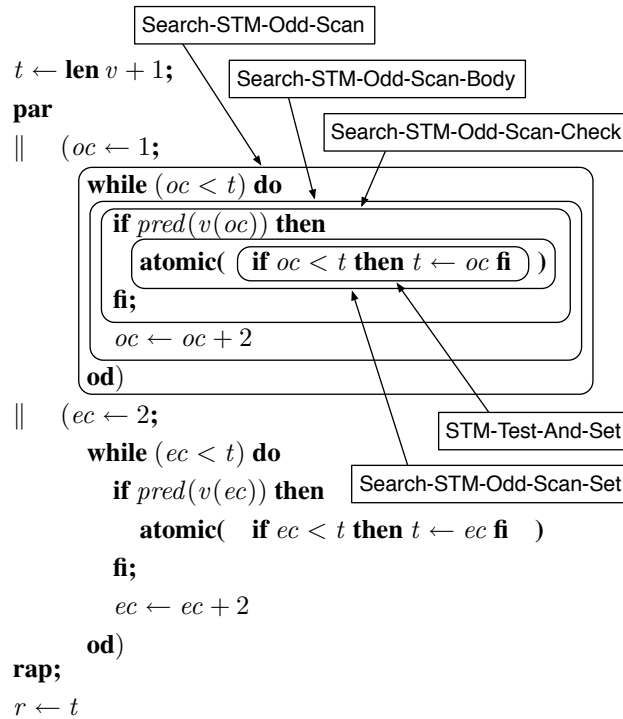 Search-STM-Odd-Scan
t ← len v + 1;
Search-STM-Odd-Scan-Body
par
Search-STM-Odd-Scan-Check
|| (oc ← 1;
while (oc < t) do
if pred(v(oc)) then
atomic( if oc < t then t ← oc fi )
fi;
oc ← oc + 2
od)
|| (ec ← 2;
STM-Test-And-Set
while (ec < t) do
if pred(v(ec)) then
Search-STM-Odd-Scan-Set
atomic( if ec < t then t ← ec fi )
fi;
ec ← ec + 2
od)
rap;
r ← t